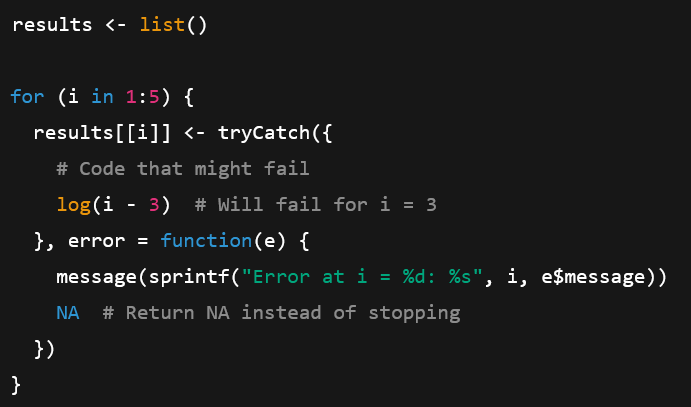 results <- list()

for (i in 1:5) {
  results[[i]] <- tryCatch({
    # Code that might fail
    log(i - 3)  # Will fail for i = 3
  }, error = function(e) {
    message(sprintf("Error at i = %d: %s", i, e$message))
    NA  # Return NA instead of stopping
  })
}